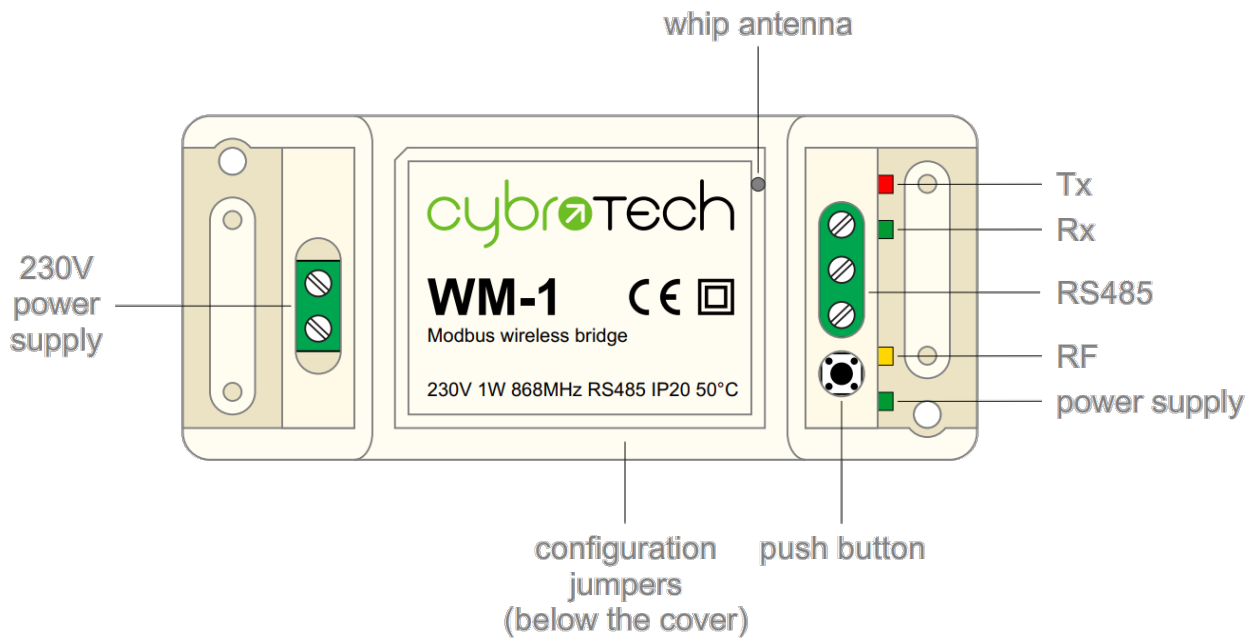 whip antenna
cybroTech
Tx
Rx
230V
power
supply
WM-1 CE
RS485
Modbus wireless bridge
RF
230V 1W 868MHz RS485 IP20 50°C
power supply
configuration
jumpers
(below the cover)
push button